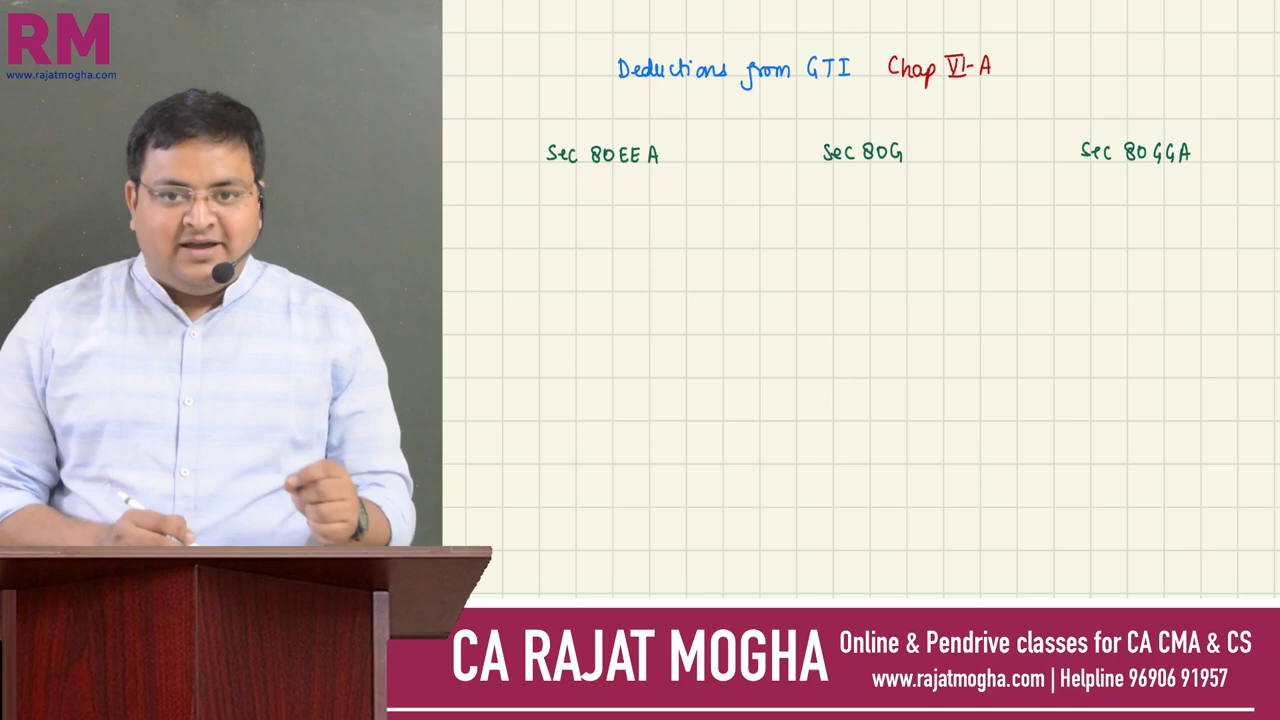 RM
www.rajatmogha.com
Deductions from GTI Chap VI-A
Sec 80EEA Sec 80G Sec 80GGA
CA RAJAT MOGHA
Online & Pendrive classes for CA CMA & CS
www.rajatmogha.com | Helpline 96906 91957